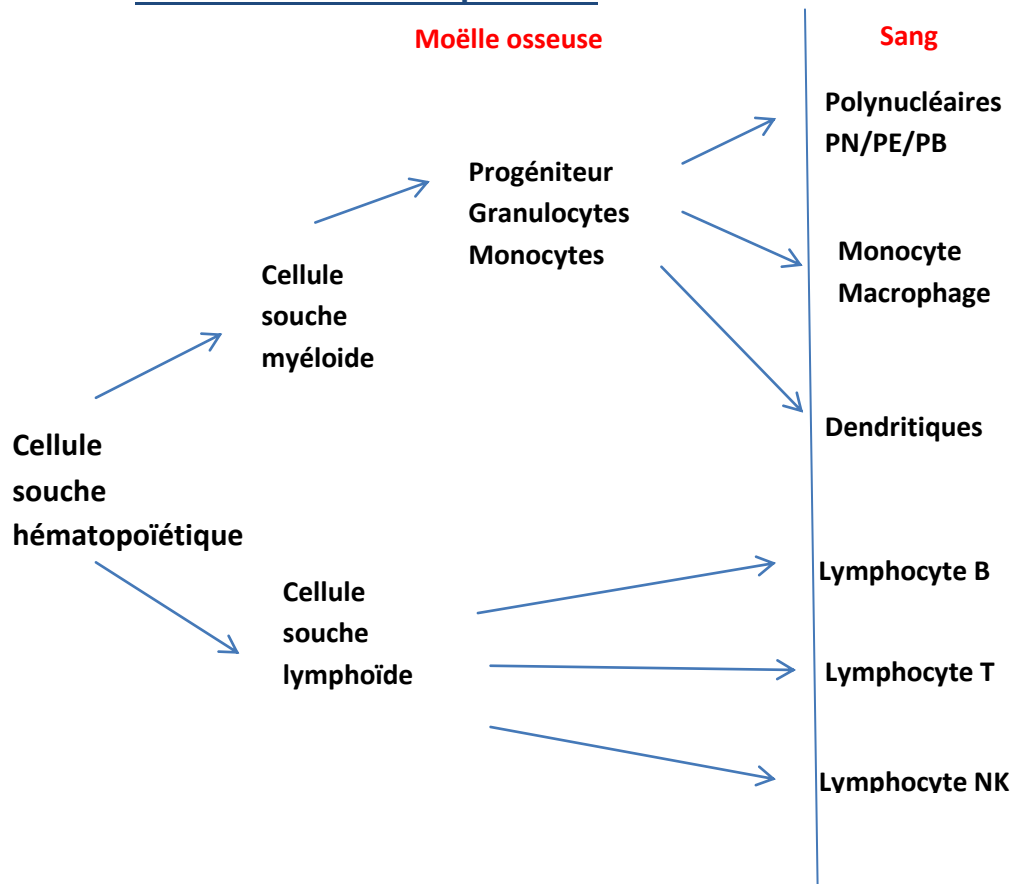 Moëlle osseuse
Sang
Polynucléaires
PN/PE/PB
Progéniteur
Granulocytes
Monocytes
Monocyte
Macrophage
Cellule
souche
myéloide
Dendritiques
Cellule
souche
hématopoïétique
Lymphocyte B
Cellule
souche
lymphoïde
Lymphocyte T
Lymphocyte NK